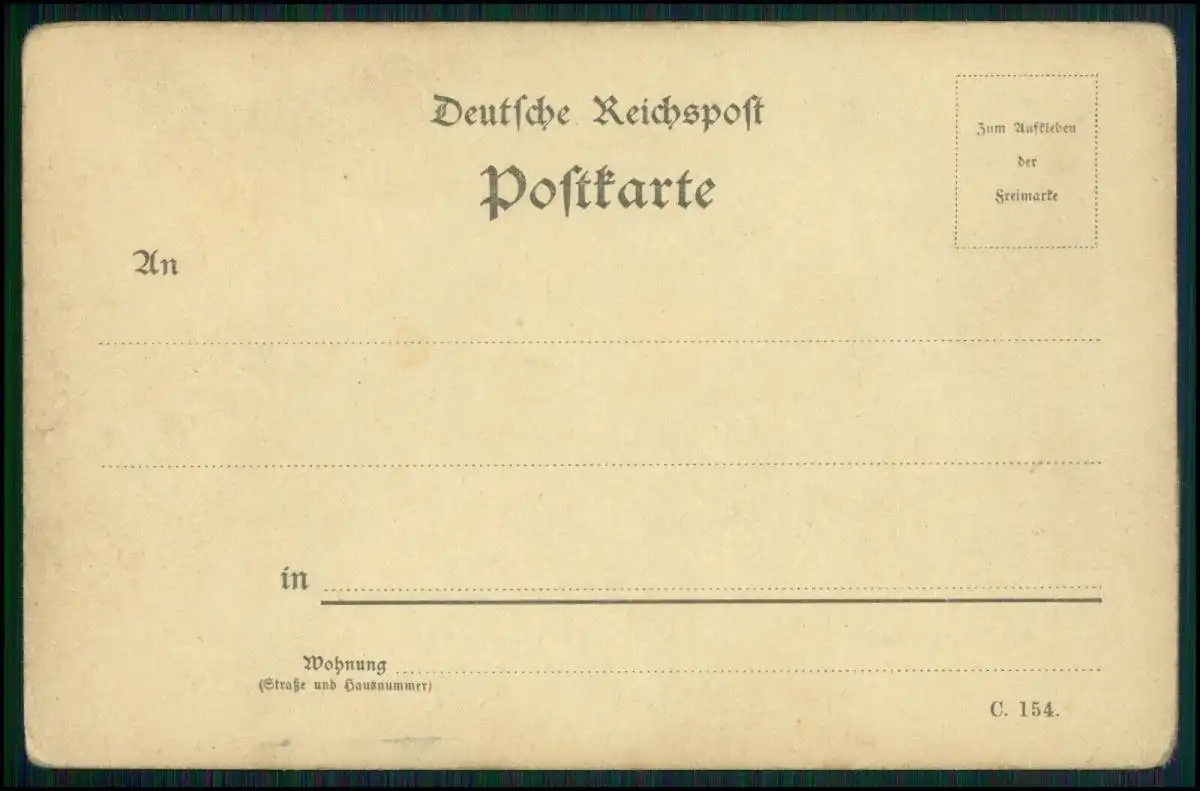 Deutſche Reichspoſt
Poſtkarte
Zum Aufkleben
der
Freimarke
An
in
Wohnung
(Straße und Hausnummer)
C. 154.